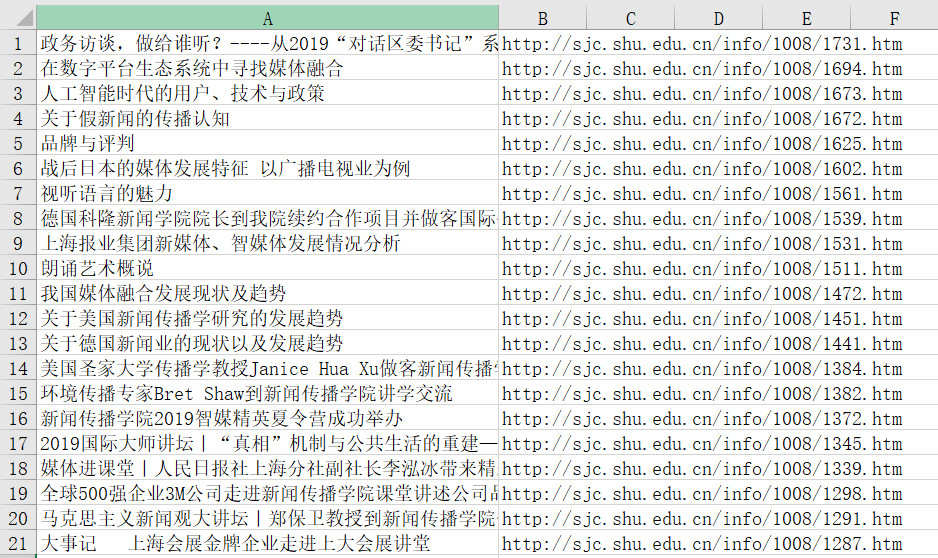 A B C D E F
1 政务访谈，做给谁听？----从2019“对话区委书记”系 http://sjc.shu.edu.cn/info/1008/1731.htm
2 在数字平台生态系统中寻找媒体融合 http://sjc.shu.edu.cn/info/1008/1694.htm
3 人工智能时代的用户、技术与政策 http://sjc.shu.edu.cn/info/1008/1673.htm
4 关于假新闻的传播认知 http://sjc.shu.edu.cn/info/1008/1672.htm
5 品牌与评判 http://sjc.shu.edu.cn/info/1008/1625.htm
6 战后日本的媒体发展特征 以广播电视业为例 http://sjc.shu.edu.cn/info/1008/1602.htm
7 视听语言的魅力 http://sjc.shu.edu.cn/info/1008/1561.htm
8 德国科隆新闻学院院长到我院续约合作项目并做客国际 http://sjc.shu.edu.cn/info/1008/1539.htm
9 上海报业集团新媒体、智媒体发展情况分析 http://sjc.shu.edu.cn/info/1008/1531.htm
10 朗诵艺术概说 http://sjc.shu.edu.cn/info/1008/1511.htm
11 我国媒体融合发展现状及趋势 http://sjc.shu.edu.cn/info/1008/1472.htm
12 关于美国新闻传播学研究的发展趋势 http://sjc.shu.edu.cn/info/1008/1451.htm
13 关于德国新闻业的现状以及发展趋势 http://sjc.shu.edu.cn/info/1008/1441.htm
14 美国圣家大学传播学教授Janice Hua Xu做客新闻传播 http://sjc.shu.edu.cn/info/1008/1384.htm
15 环境传播专家Bret Shaw到新闻传播学院讲学交流 http://sjc.shu.edu.cn/info/1008/1382.htm
16 新闻传播学院2019智媒精英夏令营成功举办 http://sjc.shu.edu.cn/info/1008/1372.htm
17 2019国际大师讲坛丨“真相”机制与公共生活的重建— http://sjc.shu.edu.cn/info/1008/1345.htm
18 媒体进课堂丨人民日报社上海分社副社长李泓冰带来精 http://sjc.shu.edu.cn/info/1008/1339.htm
19 全球500强企业3M公司走进新闻传播学院课堂讲述公司 http://sjc.shu.edu.cn/info/1008/1298.htm
20 马克思主义新闻观大讲坛丨郑保卫教授到新闻传播学院 http://sjc.shu.edu.cn/info/1008/1291.htm
21 大事记 上海会展金牌企业走进上大会展讲堂 http://sjc.shu.edu.cn/info/1008/1287.htm